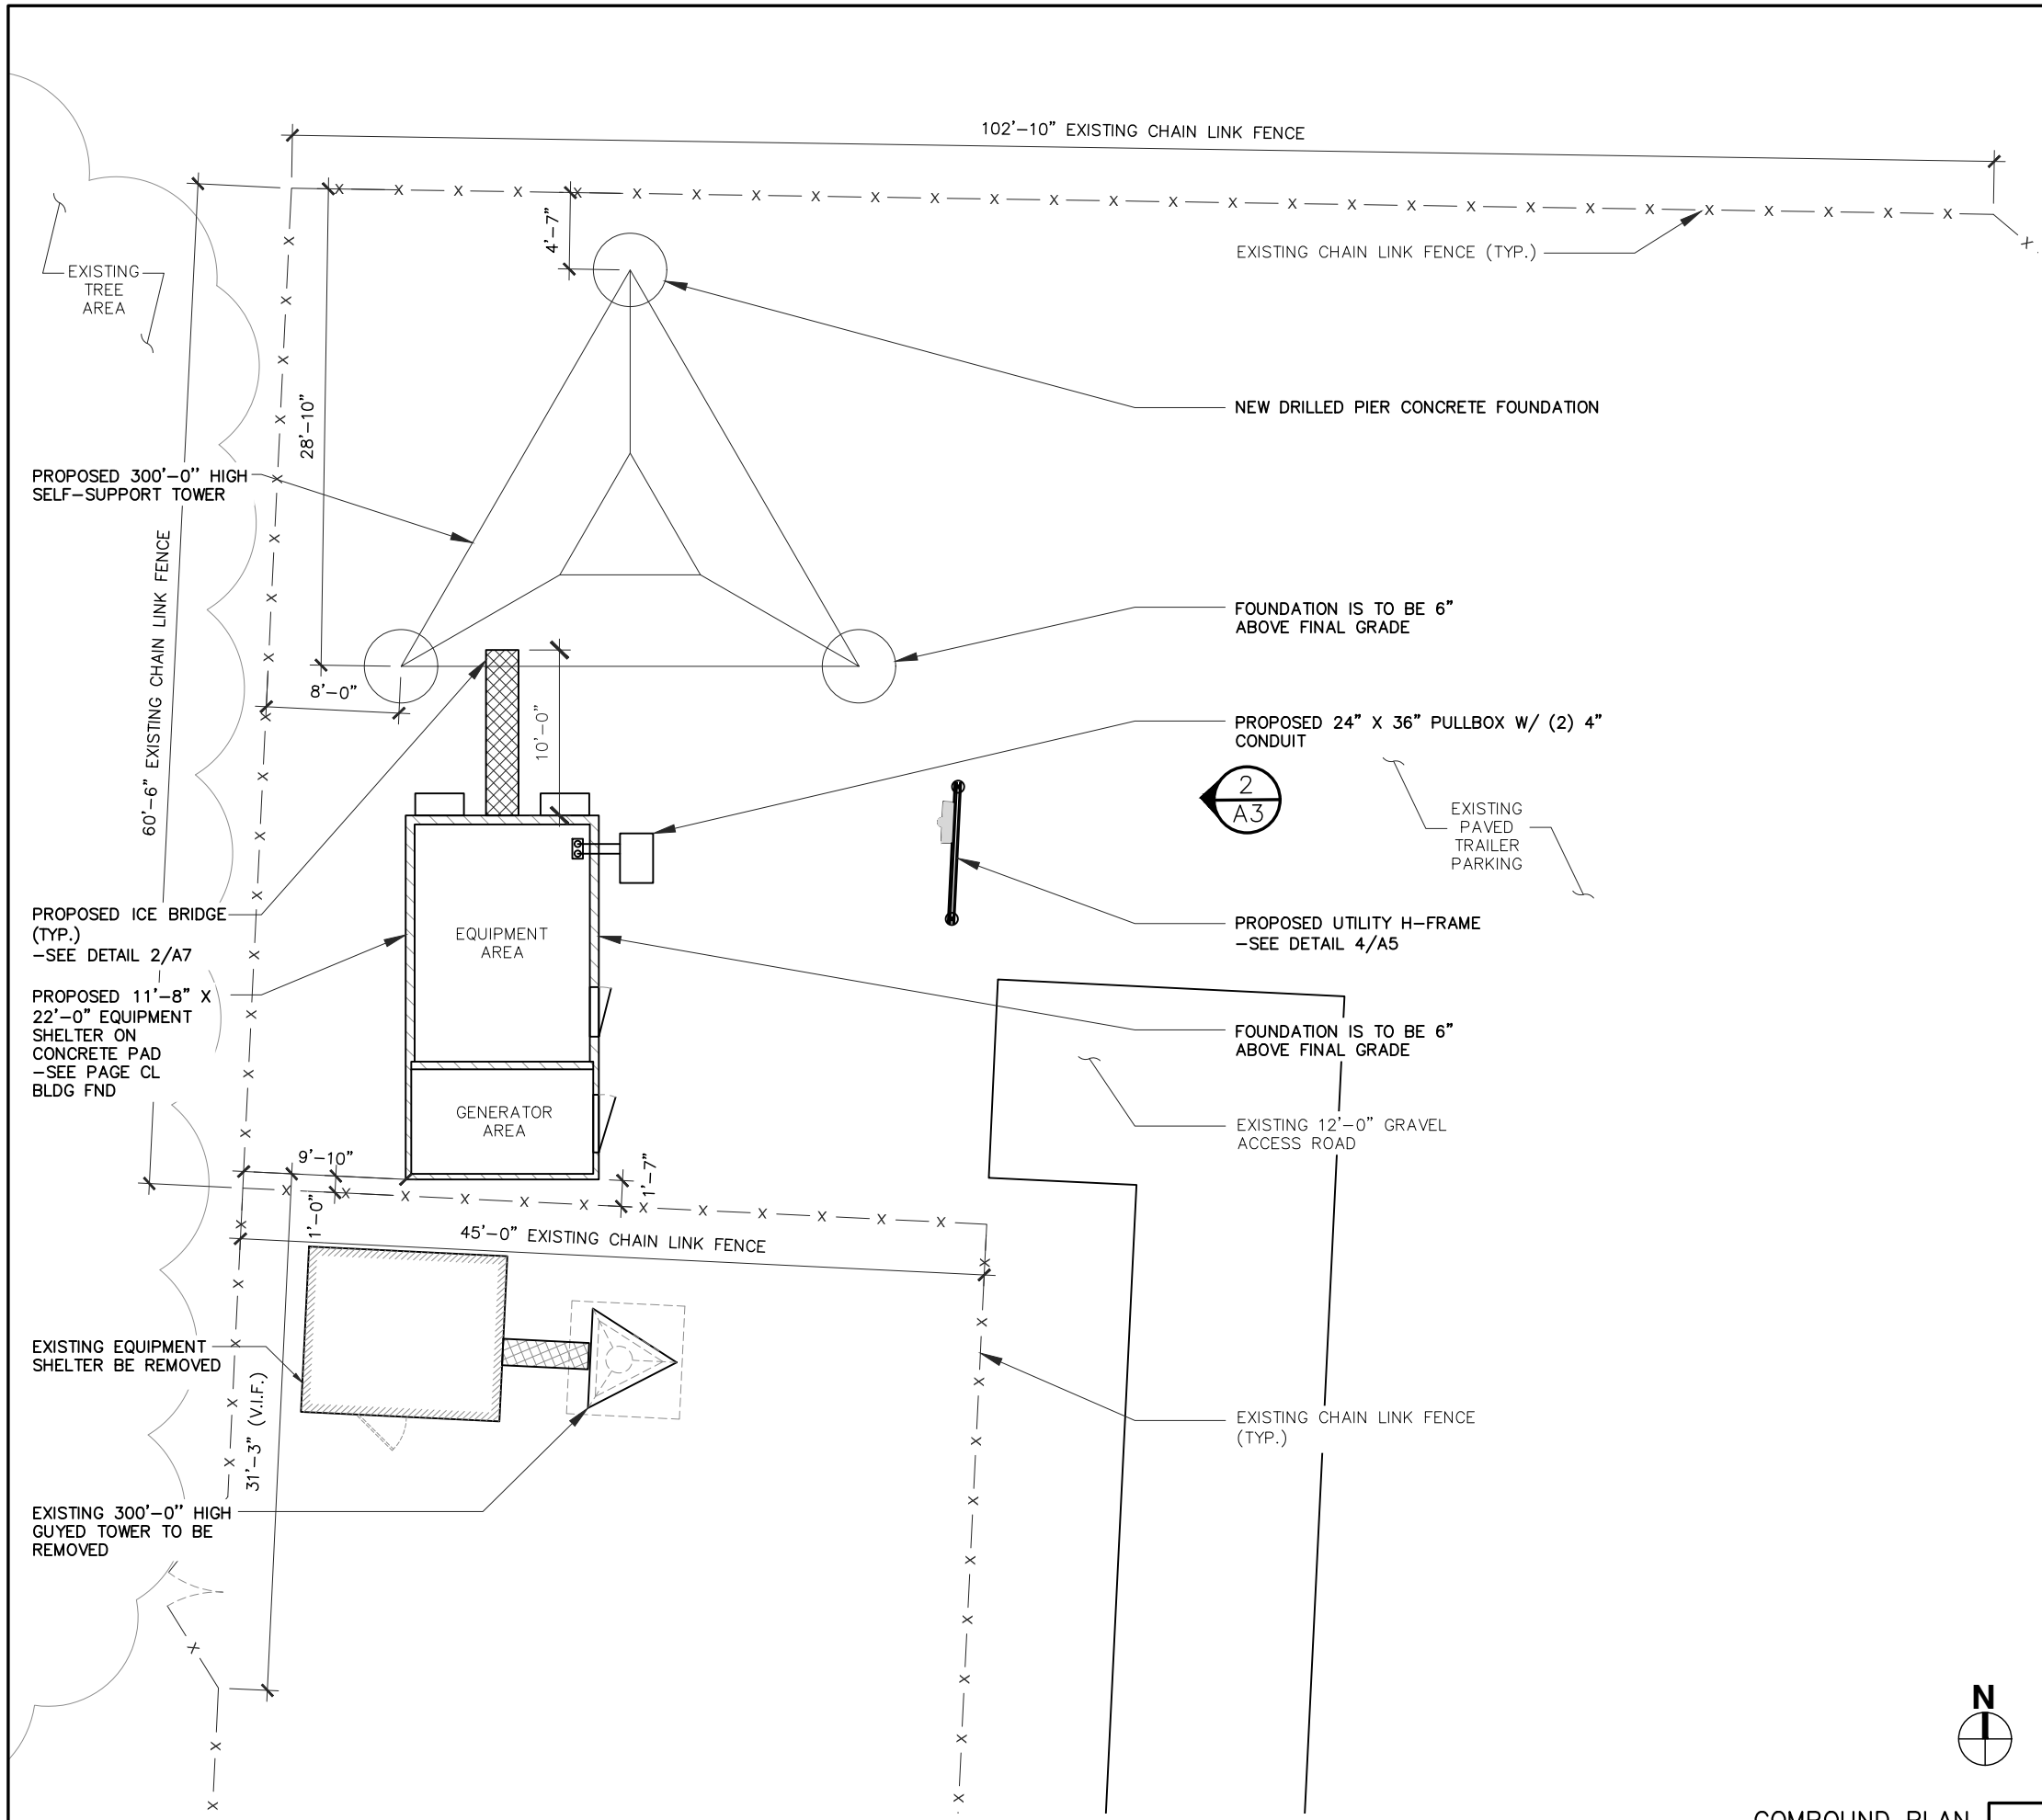 102'-10" EXISTING CHAIN LINK FENCE
4'-7"
EXISTING CHAIN LINK FENCE (TYP.)
EXISTING
TREE
AREA
28'-10"
NEW DRILLED PIER CONCRETE FOUNDATION
PROPOSED 300'-0" HIGH
SELF-SUPPORT TOWER
60'-6" EXISTING CHAIN LINK FENCE
FOUNDATION IS TO BE 6"
ABOVE FINAL GRADE
8'-0"
10'-0"
PROPOSED 24" X 36" PULLBOX W/ (2) 4"
CONDUIT
2
A3
EXISTING
PAVED
TRAILER
PARKING
PROPOSED ICE BRIDGE
(TYP.)
-SEE DETAIL 2/A7
EQUIPMENT
AREA
PROPOSED UTILITY H-FRAME
-SEE DETAIL 4/A5
PROPOSED 11'-8" X
22'-0" EQUIPMENT
SHELTER ON
CONCRETE PAD
-SEE PAGE CL
BLDG FND
FOUNDATION IS TO BE 6"
ABOVE FINAL GRADE
GENERATOR
AREA
EXISTING 12'-0" GRAVEL
ACCESS ROAD
9'-10"
1'-7"
1'-0"
45'-0" EXISTING CHAIN LINK FENCE
EXISTING EQUIPMENT
SHELTER BE REMOVED
31'-3" (V.I.F.)
EXISTING CHAIN LINK FENCE
(TYP.)
EXISTING 300'-0" HIGH
GUYED TOWER TO BE
REMOVED
N
COMPOUND PLAN